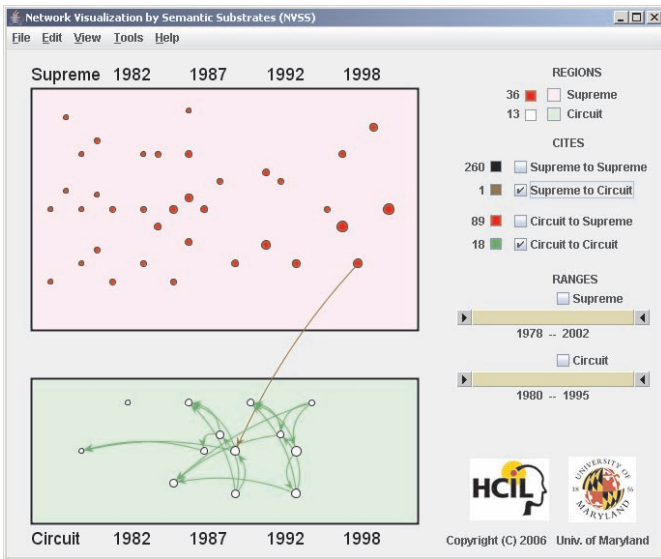 Network Visualization by Semantic Substrates (NVSS)
File Edit View Tools Help
Supreme 1982 1987 1992 1998
Circuit 1982 1987 1992 1998
REGIONS
36 Supreme
13 Circuit
CITES
260 Supreme to Supreme
1 Supreme to Circuit
89 Circuit to Supreme
18 Circuit to Circuit
RANGES
Supreme
1978 -- 2002
Circuit
1980 -- 1995
HCIL
UNIVERSITY OF
18 56
MARYLAND
Copyright (C) 2006 Univ. of Maryland